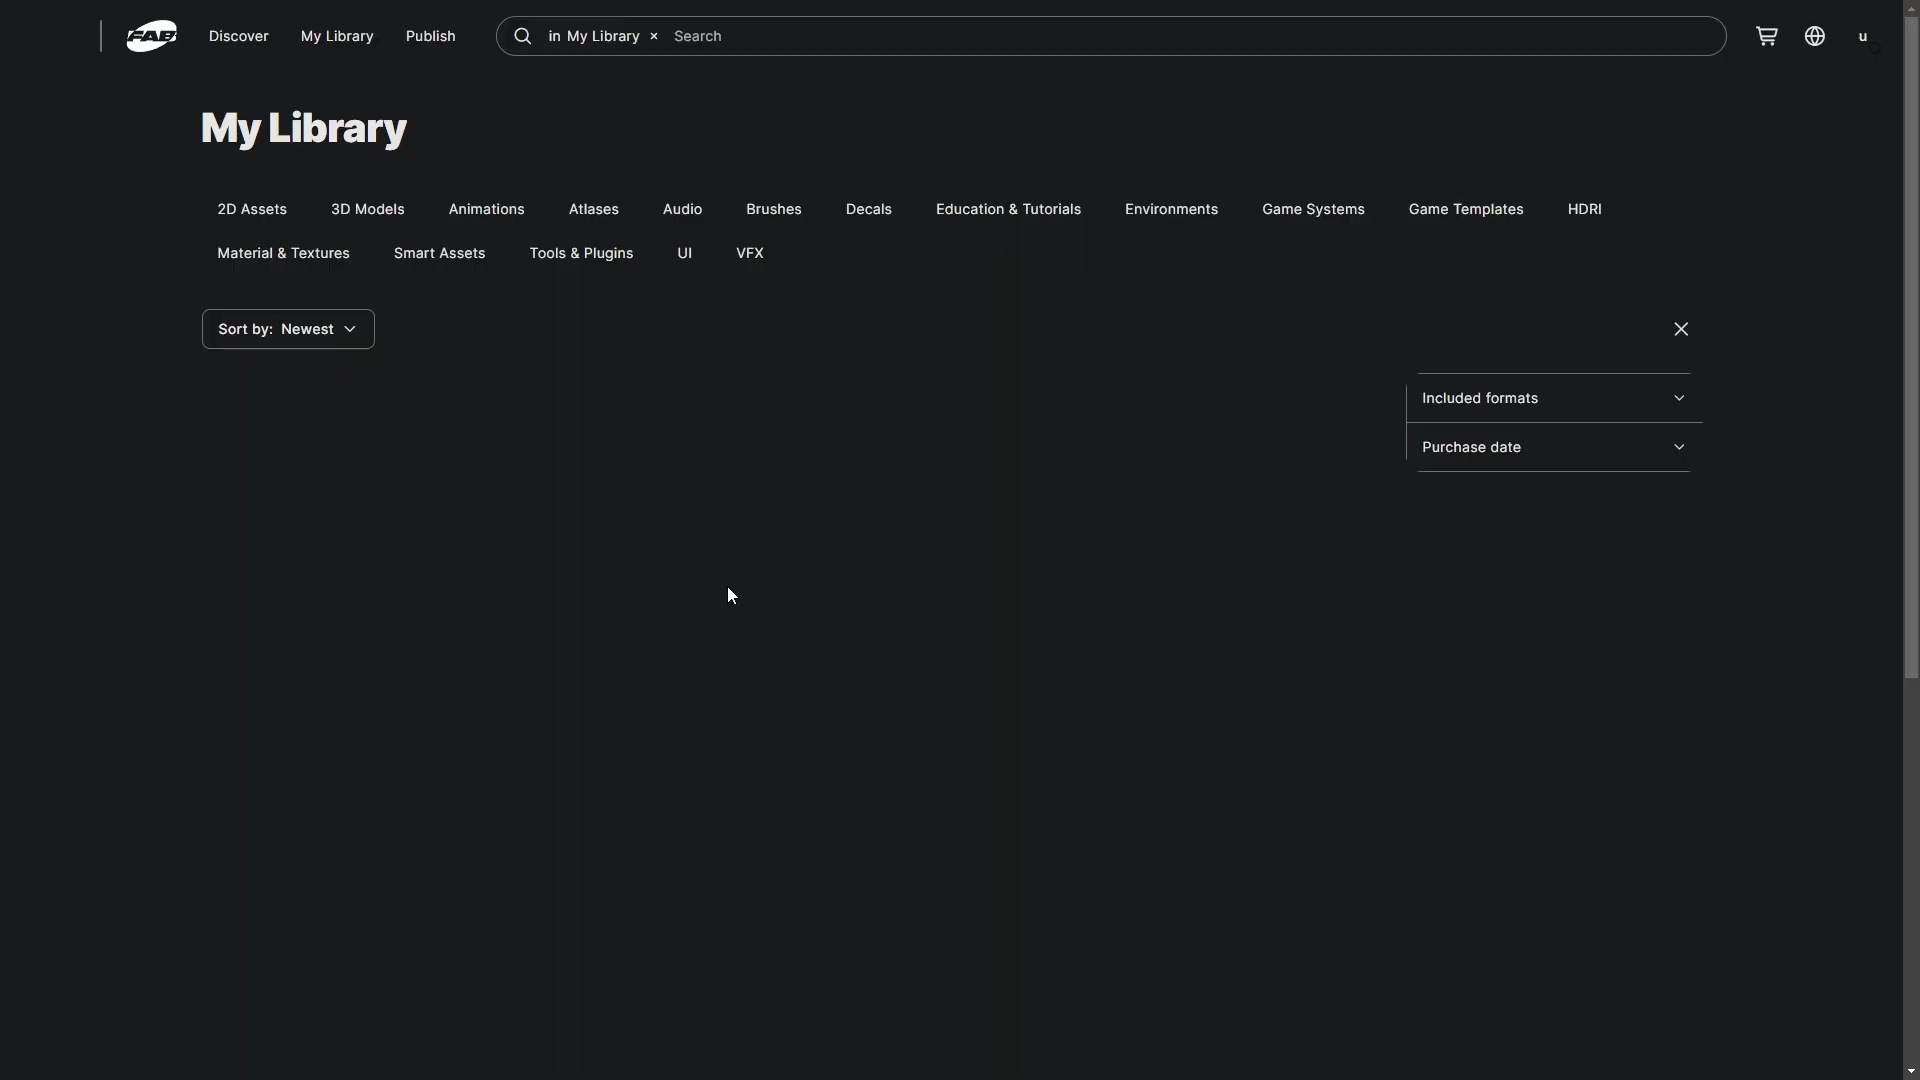 FAB Discover My Library Publish in My Library × Search u
My Library
2D Assets 3D Models Animations Atlases Audio Brushes Decals Education & Tutorials Environments Game Systems Game Templates HDRI
Material & Textures Smart Assets Tools & Plugins UI VFX
Sort by: Newest
Included formats
Purchase date